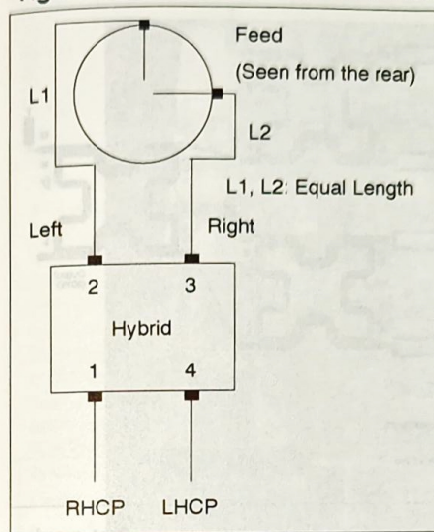 Feed
(Seen from the rear)
L1
L2
L1, L2: Equal Length
Left
Right
2
3
Hybrid
1
4
RHCP
LHCP